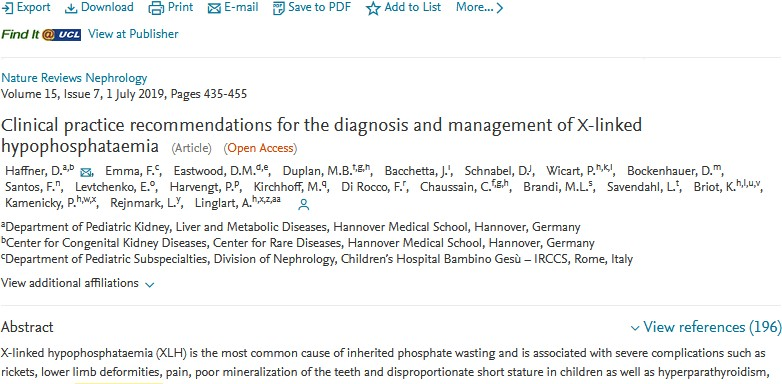 Export Download Print E-mail Save to PDF Add to List More...
Find It @ UCL View at Publisher
Nature Reviews Nephrology
Volume 15, Issue 7, 1 July 2019, Pages 435-455
Clinical practice recommendations for the diagnosis and management of X-linked
hypophosphataemia (Article) (Open Access)
Haffner, D.a,b Emma, F.c, Eastwood, D.M.d,e, Duplan, M.B.f,g,h, Bacchetta, J.i, Schnabel, D.j, Wicart, P.h,k,l, Bockenhauer, D.m,
Santos, F.n, Levtchenko, E.o, Harvengt, P.p, Kirchhoff, M.q, Di Rocco, F.r, Chaussain, C.f,g,h, Brandi, M.L.s, Savendahl, L.t, Briot, K.h,l,u,v,
Kamenicky, P.h,w,x, Rejnmark, L.y, Linglart, A.h,x,z,aa
aDepartment of Pediatric Kidney, Liver and Metabolic Diseases, Hannover Medical School, Hannover, Germany
bCenter for Congenital Kidney Diseases, Center for Rare Diseases, Hannover Medical School, Hannover, Germany
cDepartment of Pediatric Subspecialties, Division of Nephrology, Children's Hospital Bambino Gesù – IRCCS, Rome, Italy
View additional affiliations
Abstract View references (196)
X-linked hypophosphataemia (XLH) is the most common cause of inherited phosphate wasting and is associated with severe complications such as
rickets, lower limb deformities, pain, poor mineralization of the teeth and disproportionate short stature in children as well as hyperparathyroidism,